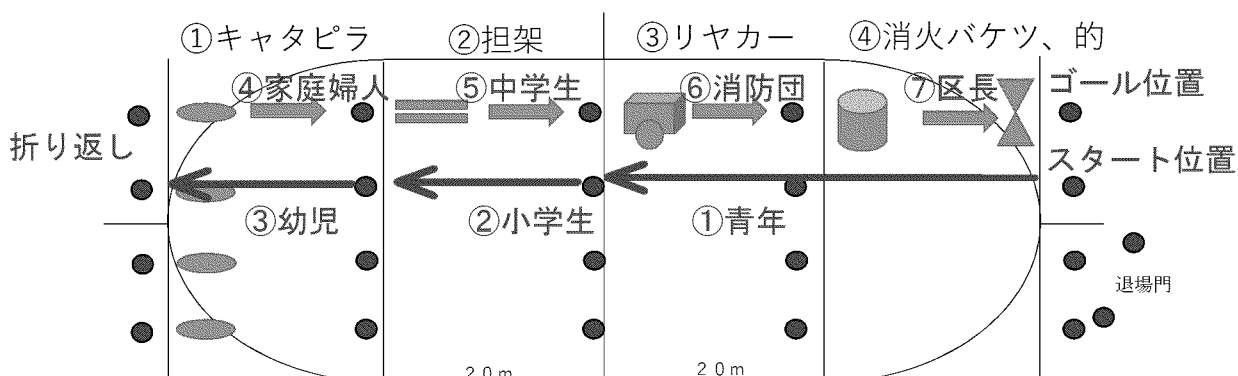 ①キャタピラ ②担架 ③リヤカー ④消火バケツ、的
④家庭婦人 ⑤中学生 ⑥消防団 ⑦区長 ゴール位置
折り返し スタート位置
③幼児 ②小学生 ①青年
退場門
20m 20m